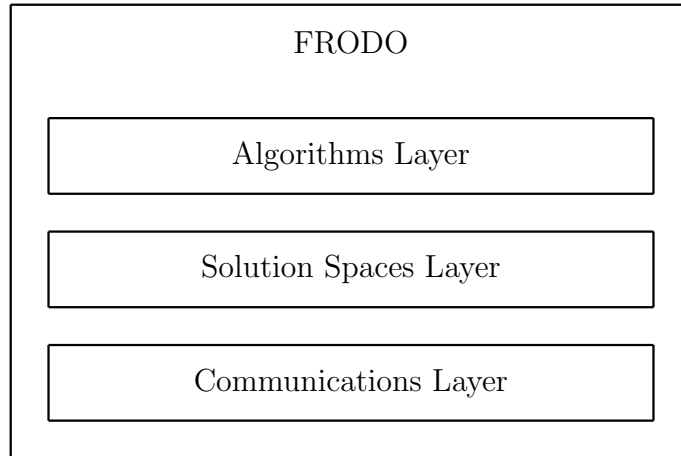 FRODO
Algorithms Layer
Solution Spaces Layer
Communications Layer